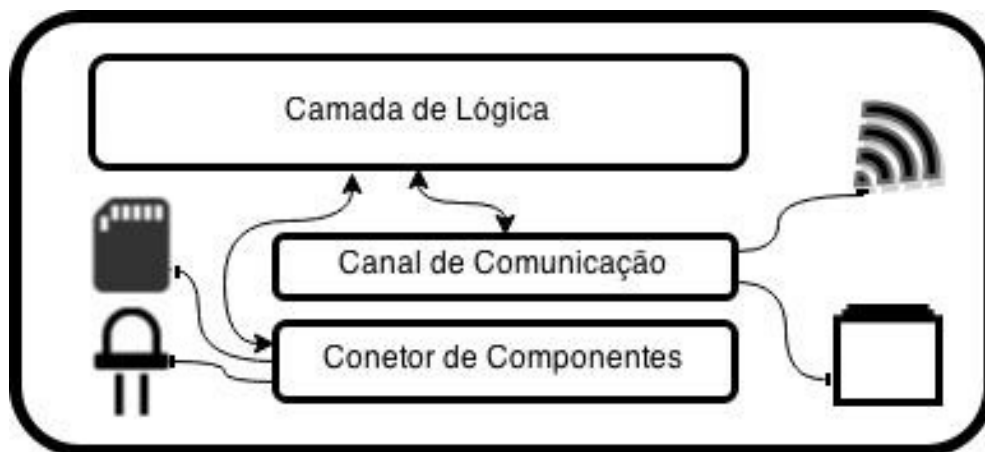 Camada de Lógica
Canal de Comunicação
Conetor de Componentes